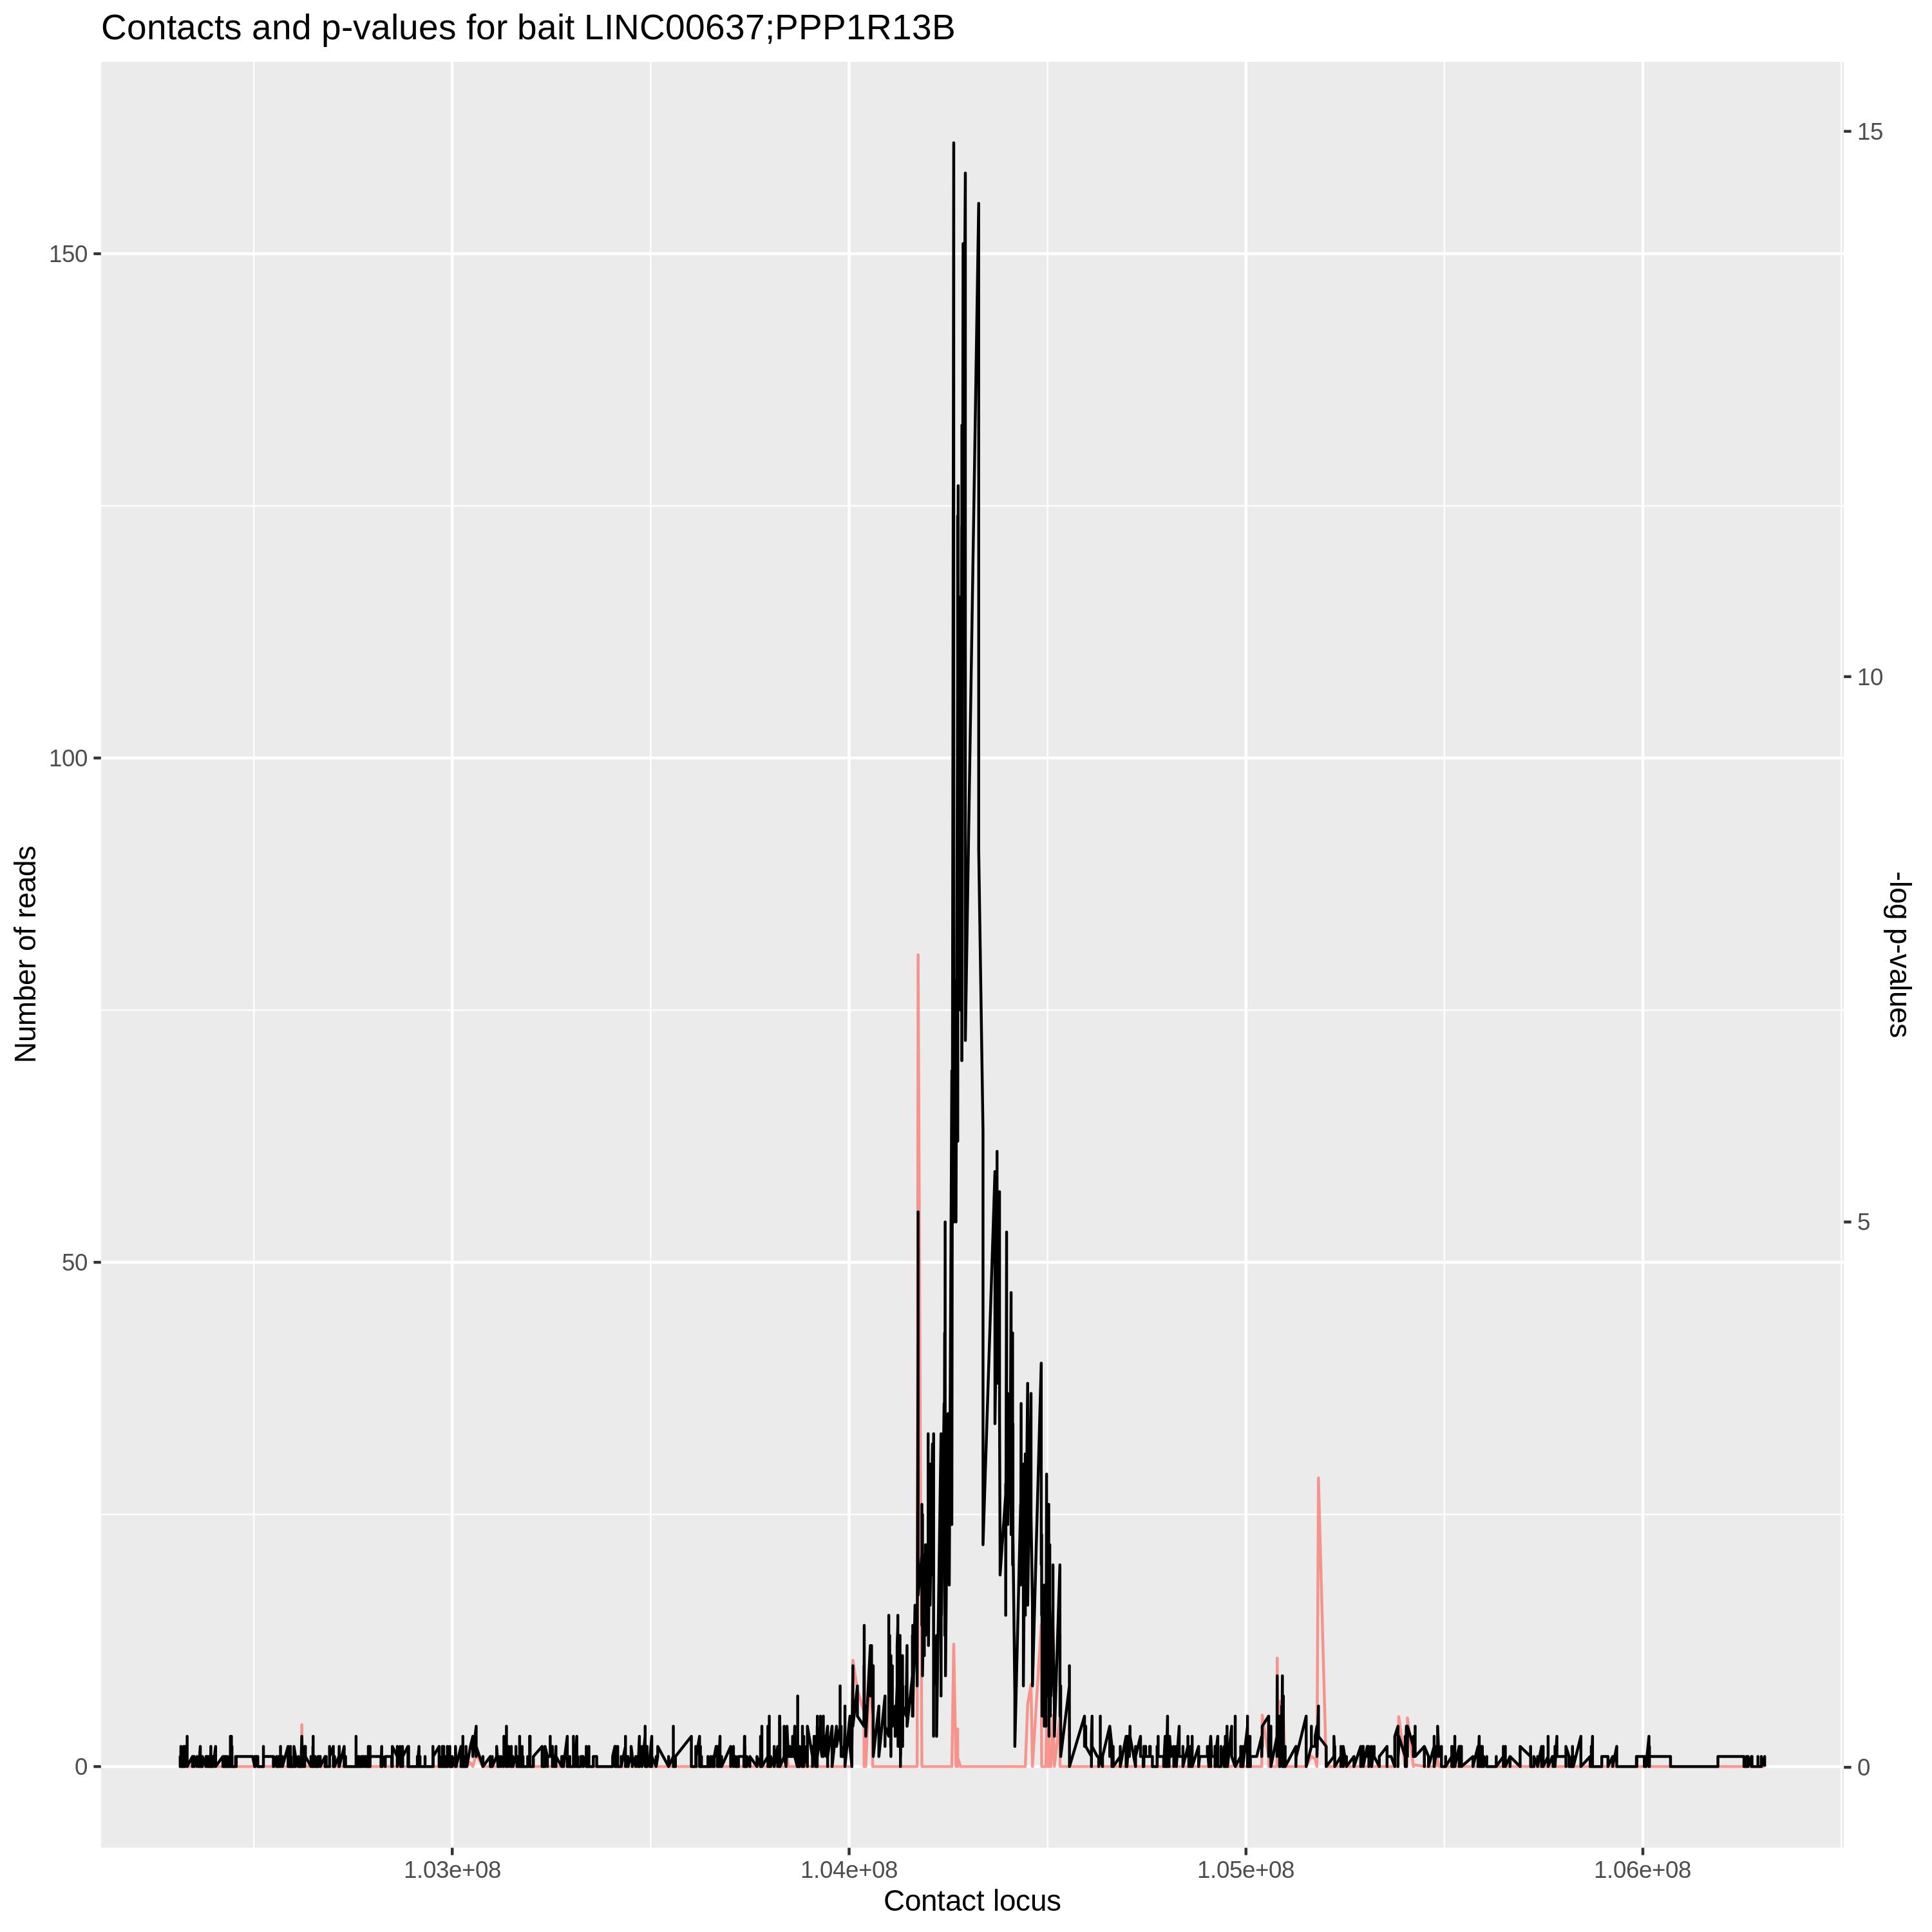 Contacts and p-values for bait LINC00637;PPP1R13B
150
100
50
0
Number of reads
15
10
5
0
-log p-values
1.03e+08
1.04e+08
1.05e+08
1.06e+08
Contact locus